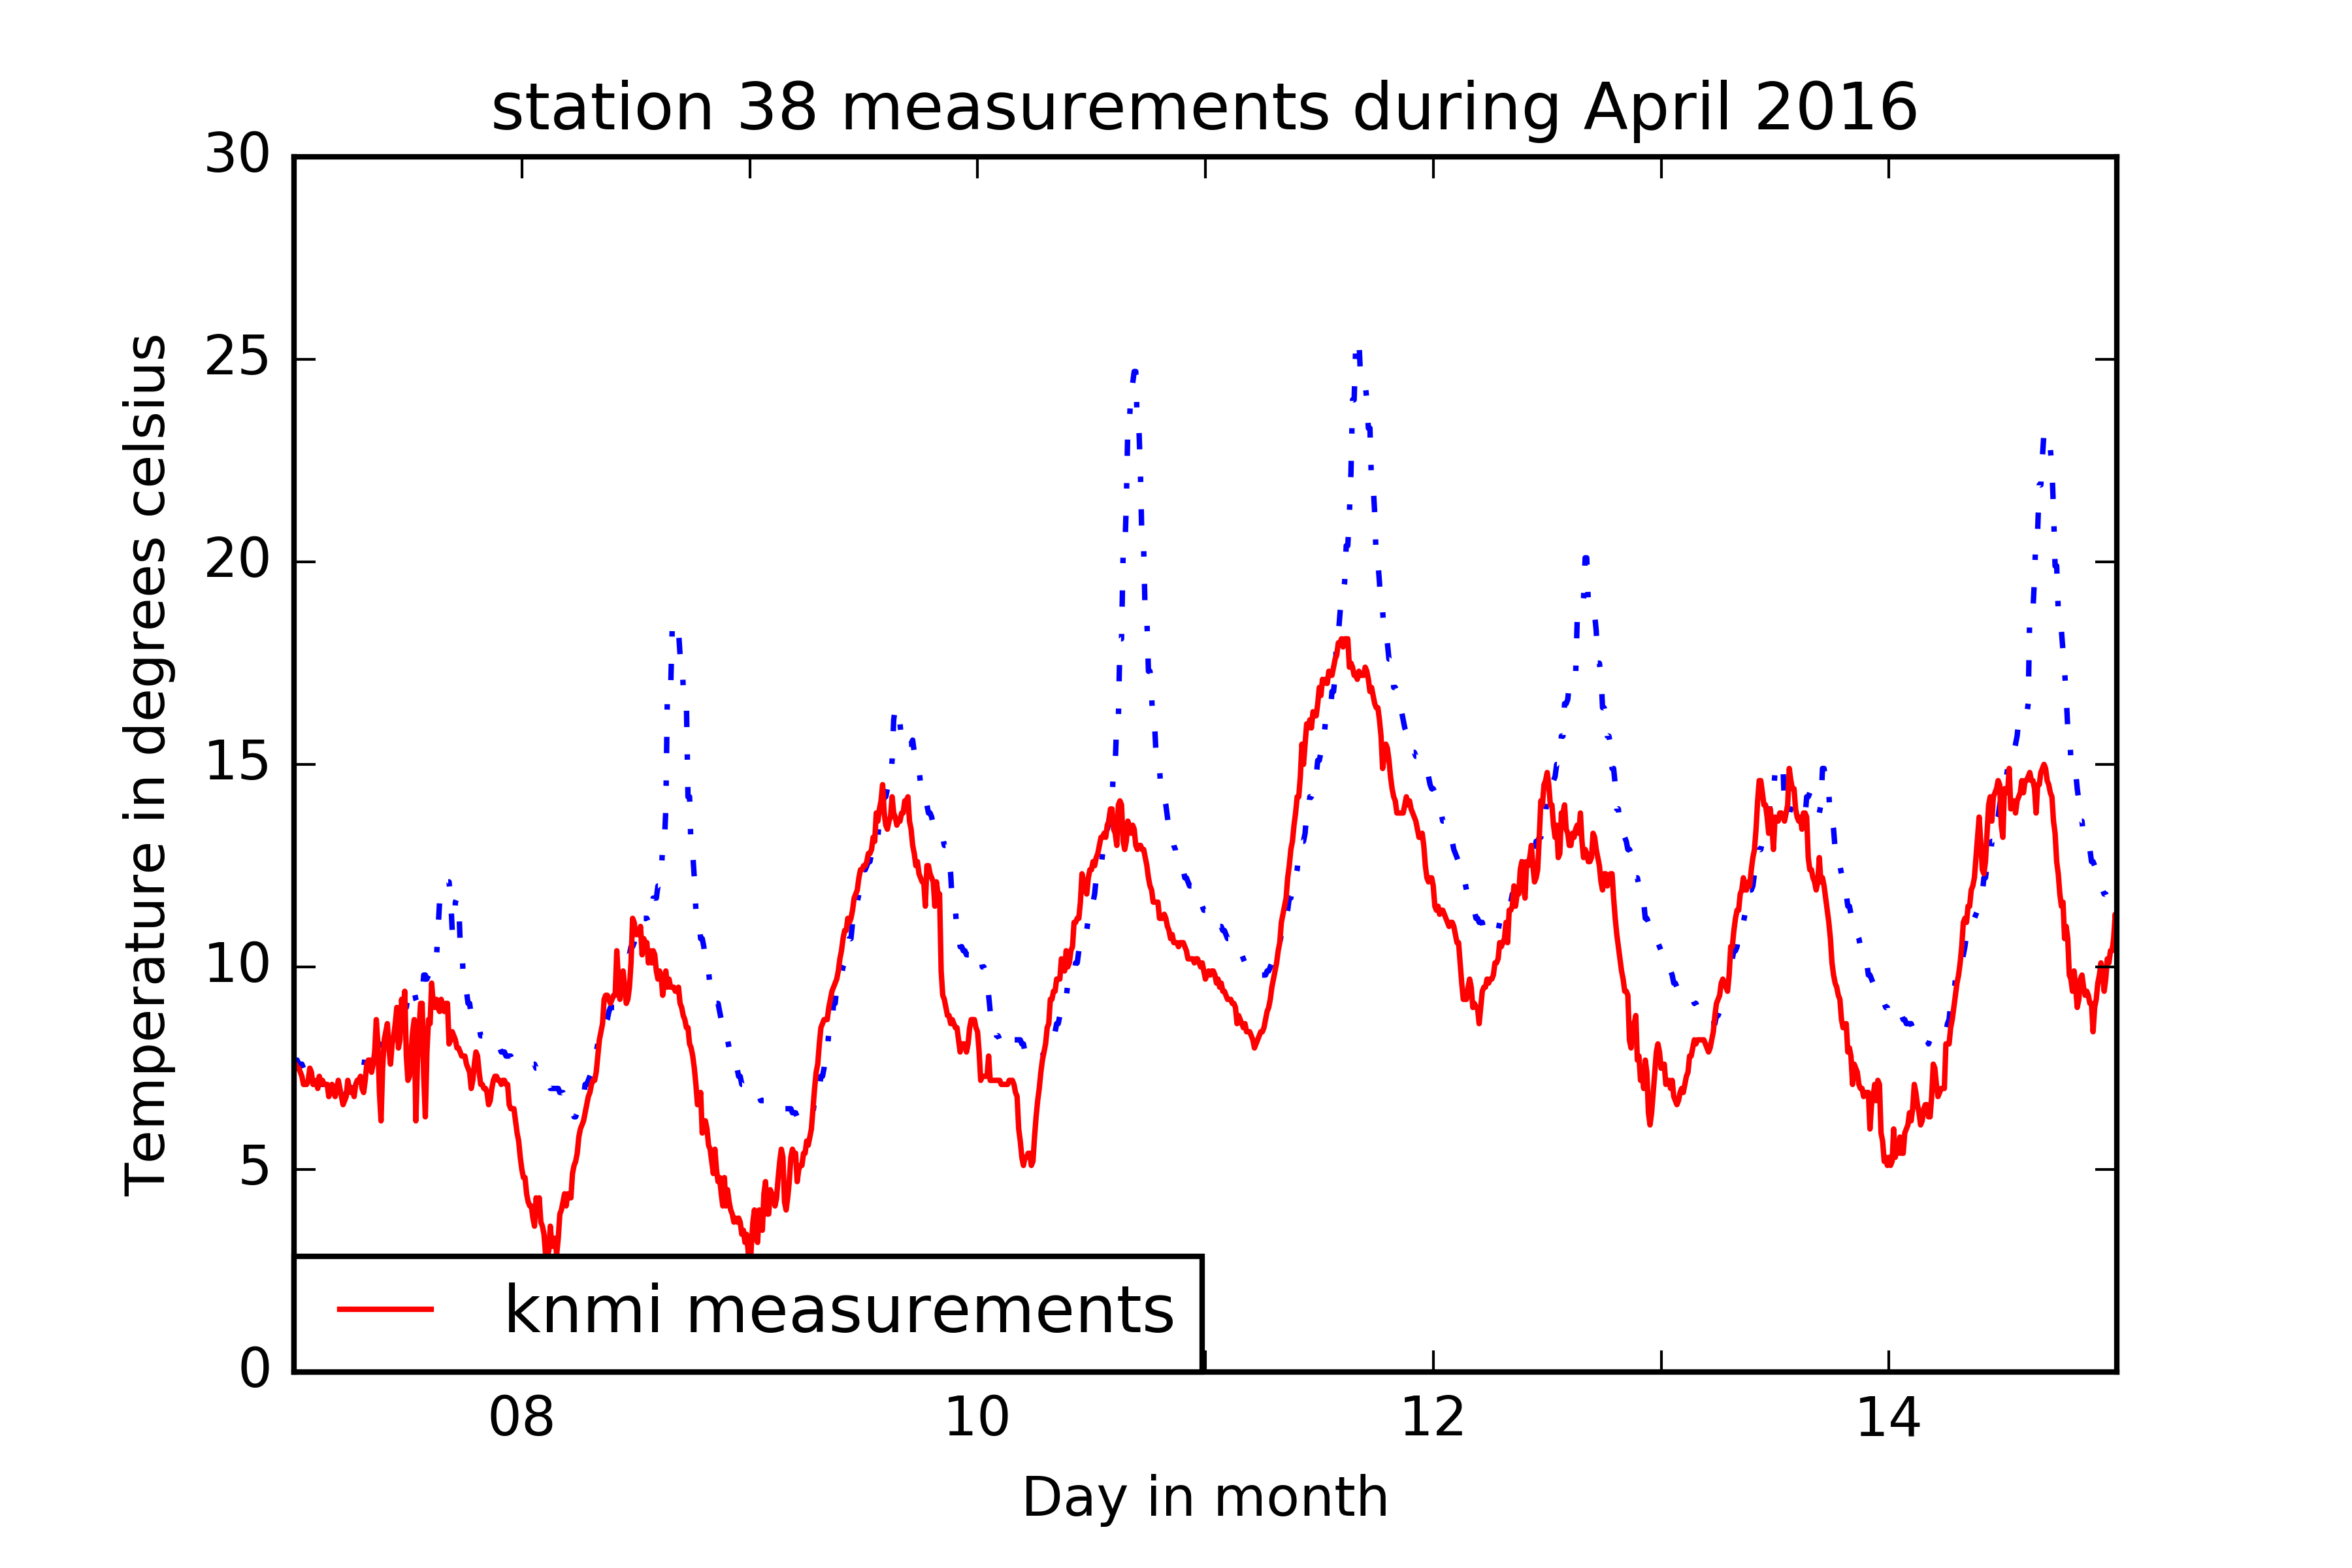 station 38 measurements during April 2016
Temperature in degrees celsius
30
25
20
15
10
5
0
knmi measurements
08 10 12 14
Day in month